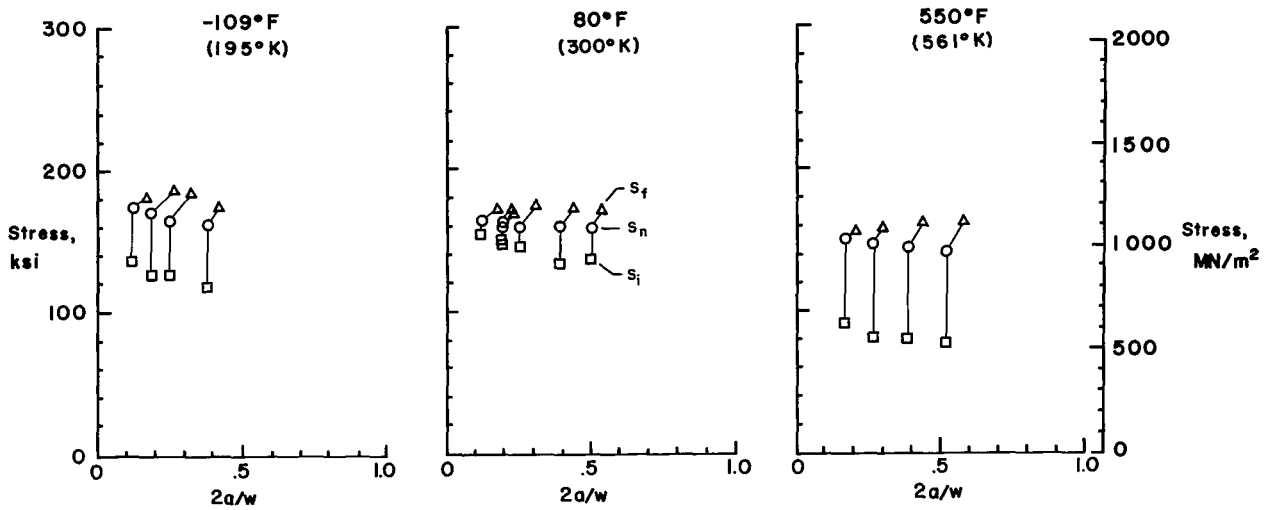 -109°F
(195°K)
80°F
(300°K)
550°F
(561°K)
300
200
100
0
Stress,
ksi
0
.5
1.0
2a/w
0
.5
1.0
2a/w
0
.5
1.0
2a/w
S_f
S_n
S_i
2000
1500
1000
500
0
Stress,
MN/m²